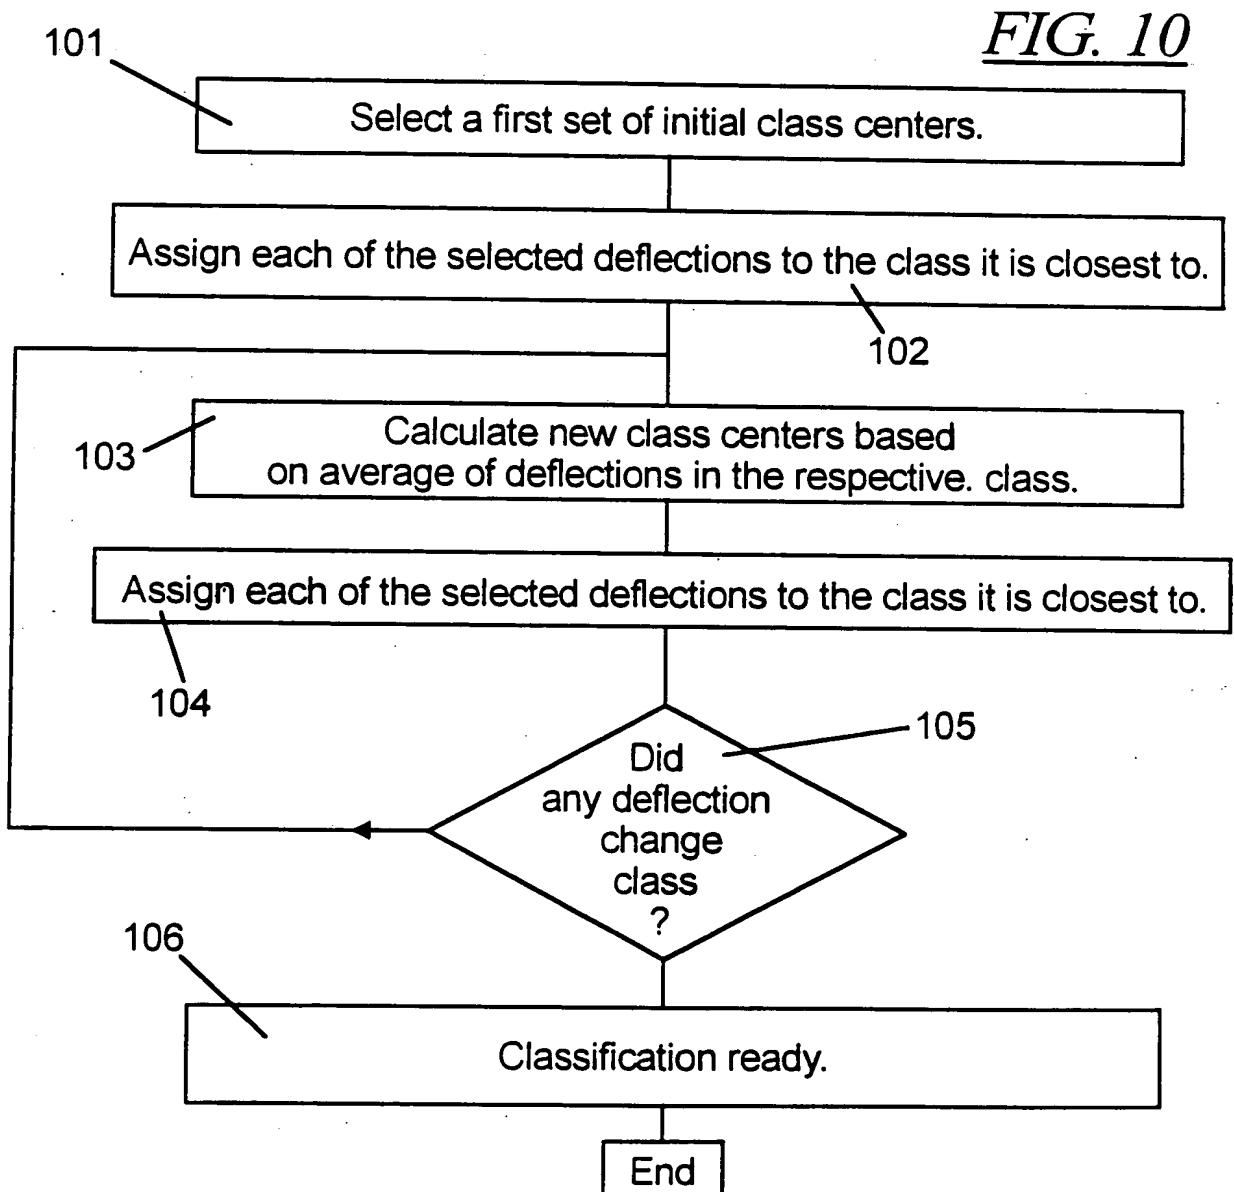 FIG. 10
101
Select a first set of initial class centers.
Assign each of the selected deflections to the class it is closest to.
102
103
Calculate new class centers based
on average of deflections in the respective. class.
Assign each of the selected deflections to the class it is closest to.
104
105
Did
any deflection
change
class
?
106
Classification ready.
End